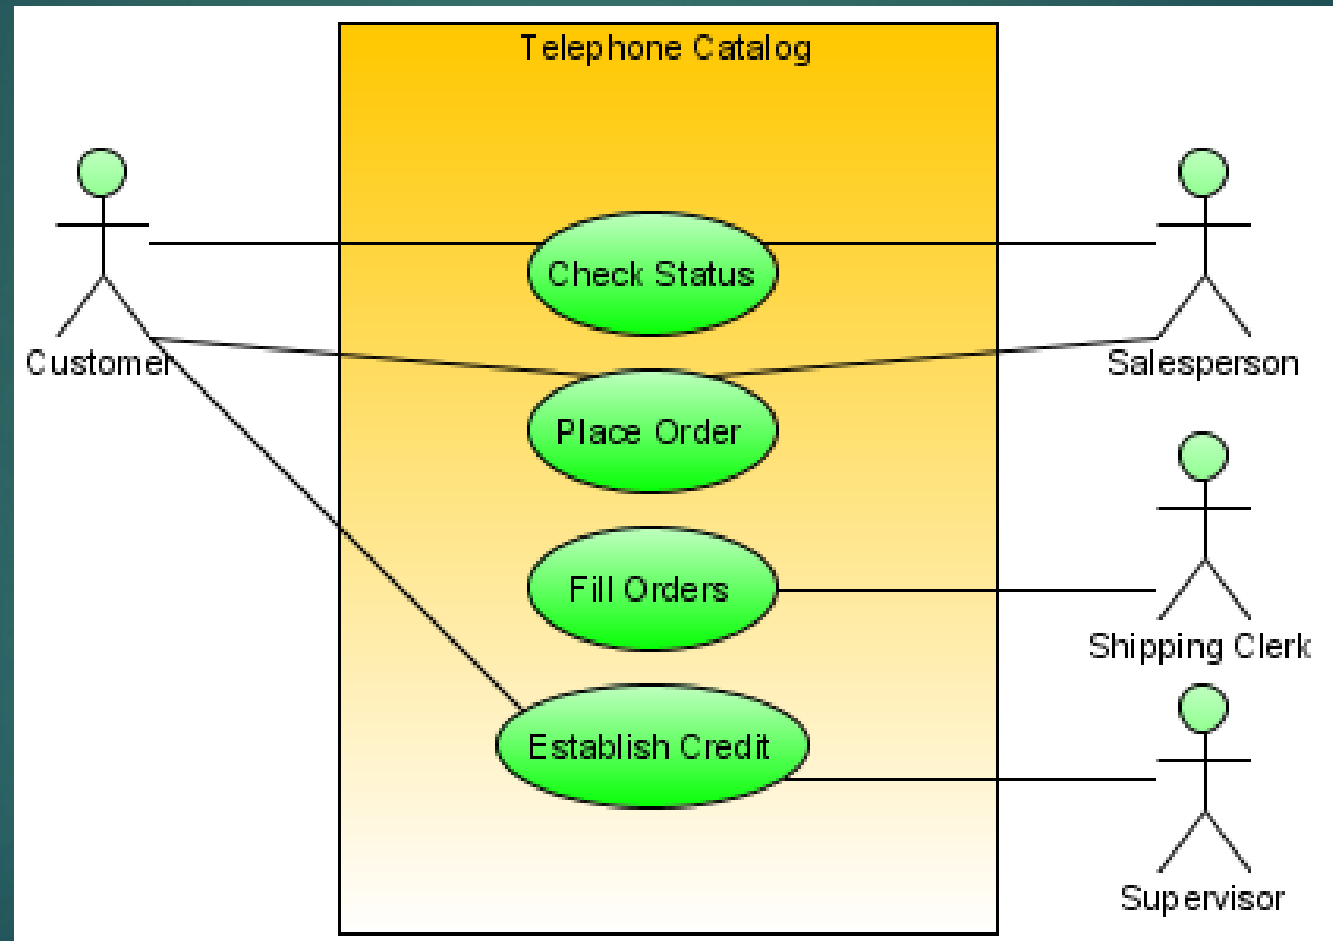 Telephone Catalog
Check Status
Customer
Salesperson
Place Order
Fill Orders
Shipping Clerk
Establish Credit
Supervisor